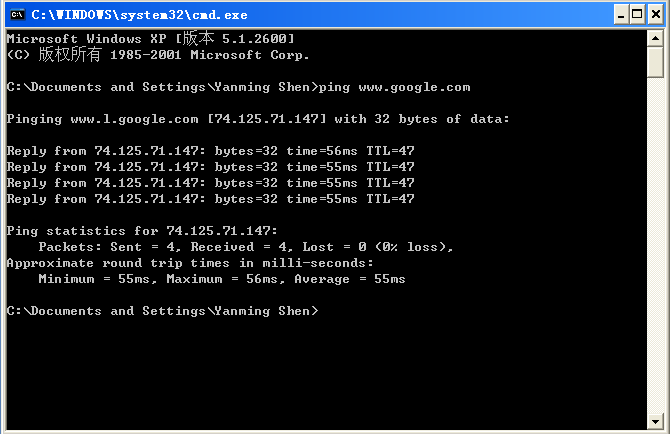 C:\WINDOWS\system32\cmd.exe
Microsoft Windows XP [版本 5.1.2600]
(C) 版权所有 1985-2001 Microsoft Corp.
C:\Documents and Settings\Yanming Shen>ping www.google.com
Pinging www.l.google.com [74.125.71.147] with 32 bytes of data:
Reply from 74.125.71.147: bytes=32 time=56ms TTL=47
Reply from 74.125.71.147: bytes=32 time=55ms TTL=47
Reply from 74.125.71.147: bytes=32 time=55ms TTL=47
Reply from 74.125.71.147: bytes=32 time=55ms TTL=47
Ping statistics for 74.125.71.147:
    Packets: Sent = 4, Received = 4, Lost = 0 (0% loss),
Approximate round trip times in milli-seconds:
    Minimum = 55ms, Maximum = 56ms, Average = 55ms
C:\Documents and Settings\Yanming Shen>